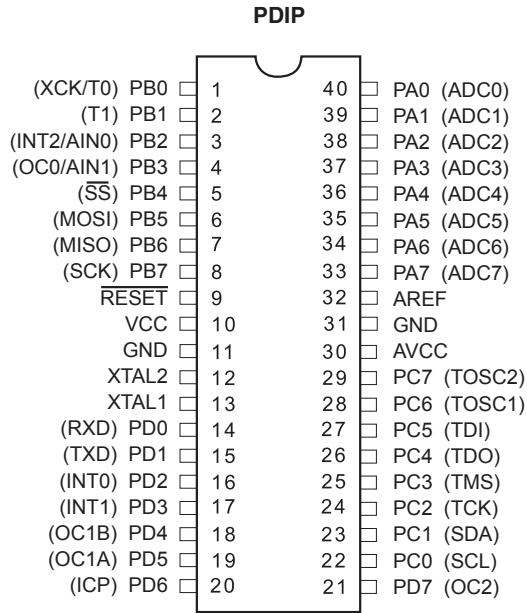 PDIP
(XCK/T0) PB0 1 40 PA0 (ADC0)
(T1) PB1 2 39 PA1 (ADC1)
(INT2/AIN0) PB2 3 38 PA2 (ADC2)
(OC0/AIN1) PB3 4 37 PA3 (ADC3)
(S̅S̅) PB4 5 36 PA4 (ADC4)
(MOSI) PB5 6 35 PA5 (ADC5)
(MISO) PB6 7 34 PA6 (ADC6)
(SCK) PB7 8 33 PA7 (ADC7)
R̅E̅S̅E̅T̅ 9 32 AREF
VCC 10 31 GND
GND 11 30 AVCC
XTAL2 12 29 PC7 (TOSC2)
XTAL1 13 28 PC6 (TOSC1)
(RXD) PD0 14 27 PC5 (TDI)
(TXD) PD1 15 26 PC4 (TDO)
(INT0) PD2 16 25 PC3 (TMS)
(INT1) PD3 17 24 PC2 (TCK)
(OC1B) PD4 18 23 PC1 (SDA)
(OC1A) PD5 19 22 PC0 (SCL)
(ICP) PD6 20 21 PD7 (OC2)